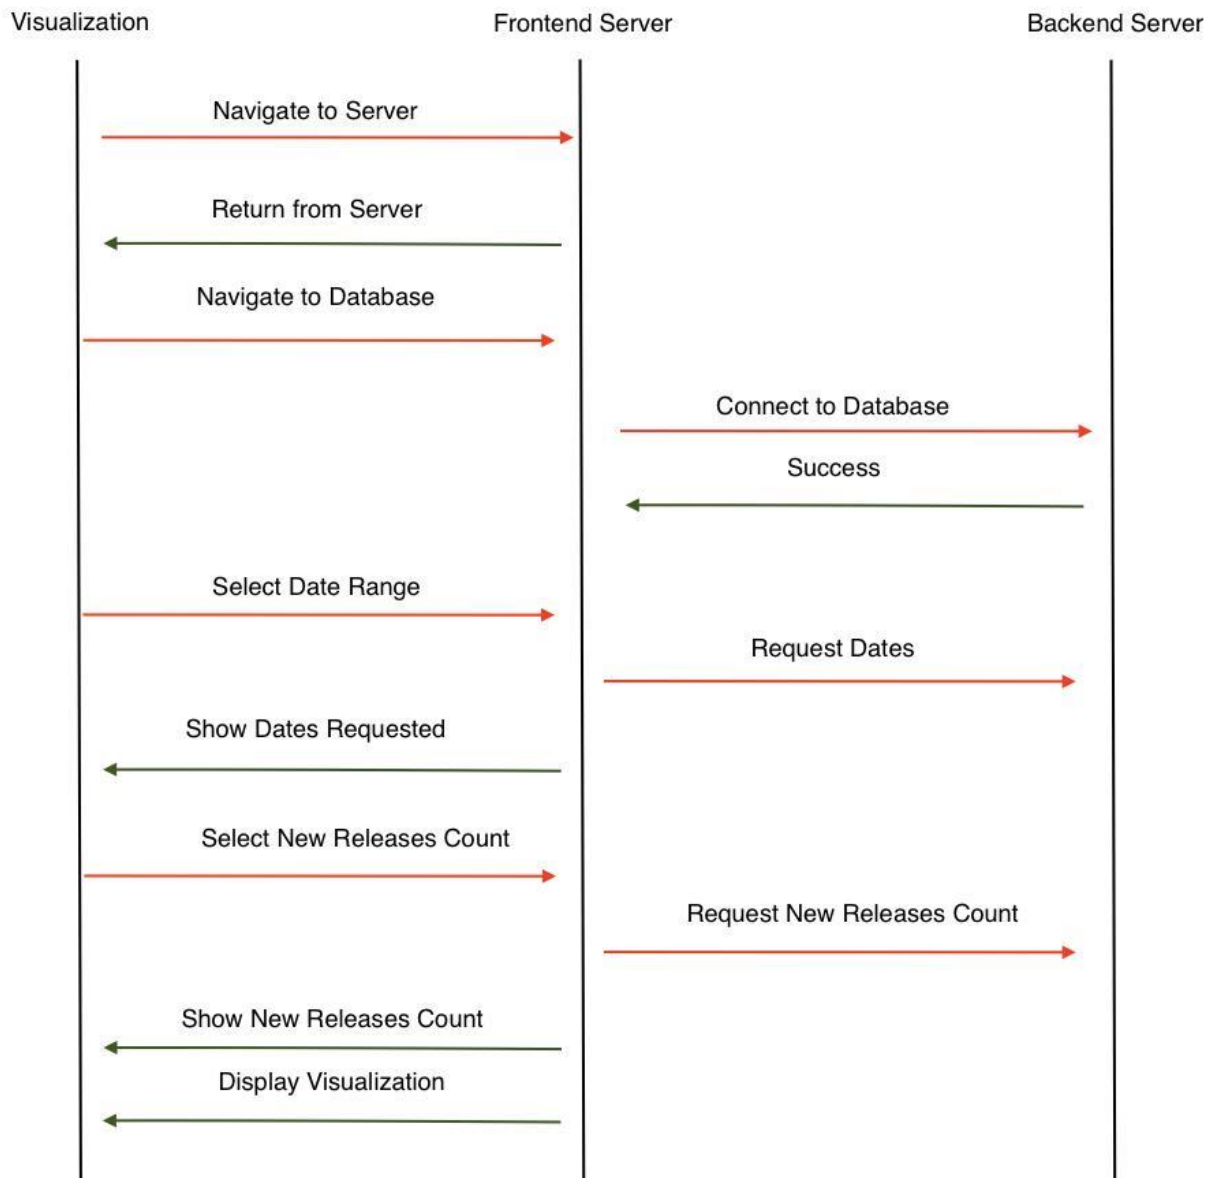 Visualization
Frontend Server
Backend Server
Navigate to Server
Return from Server
Navigate to Database
Connect to Database
Success
Select Date Range
Request Dates
Show Dates Requested
Select New Releases Count
Request New Releases Count
Show New Releases Count
Display Visualization